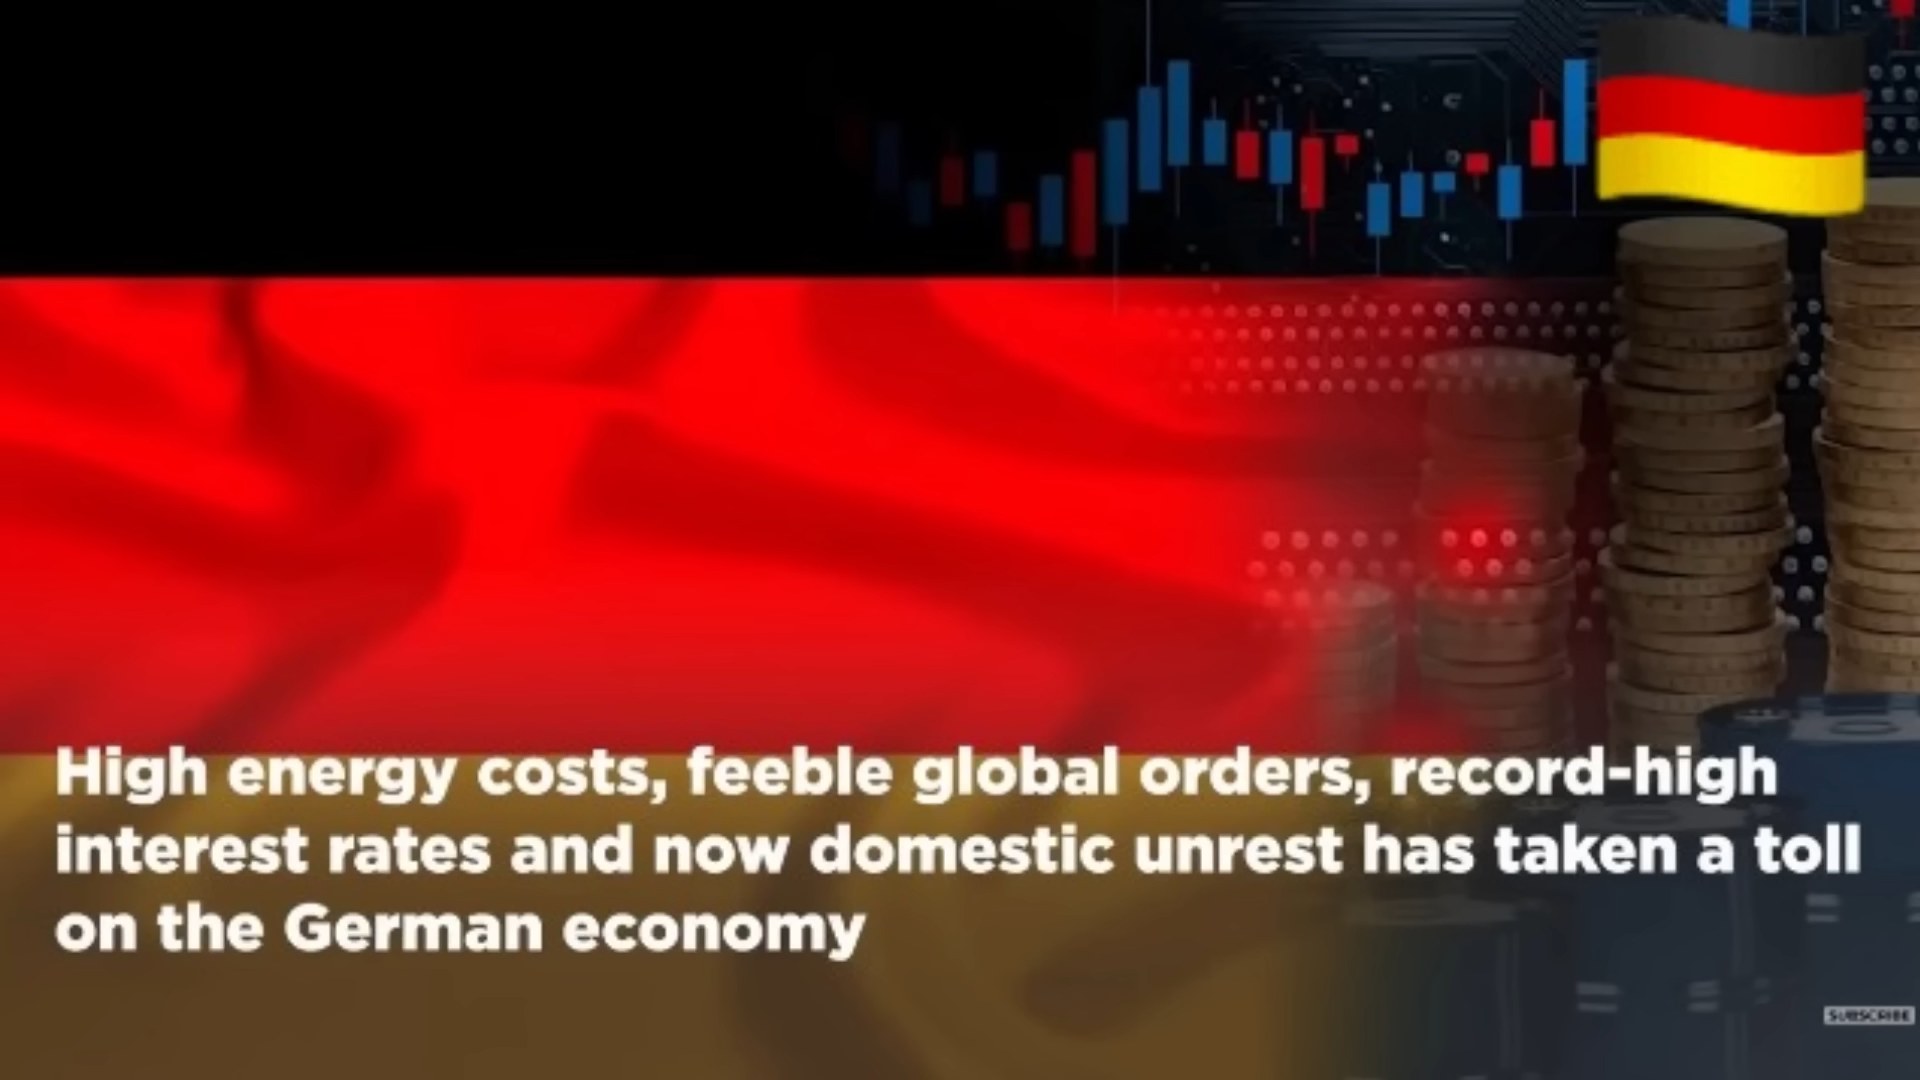 High energy costs, feeble global orders, record-high
interest rates and now domestic unrest has taken a toll
on the German economy
SUBSCRIBE